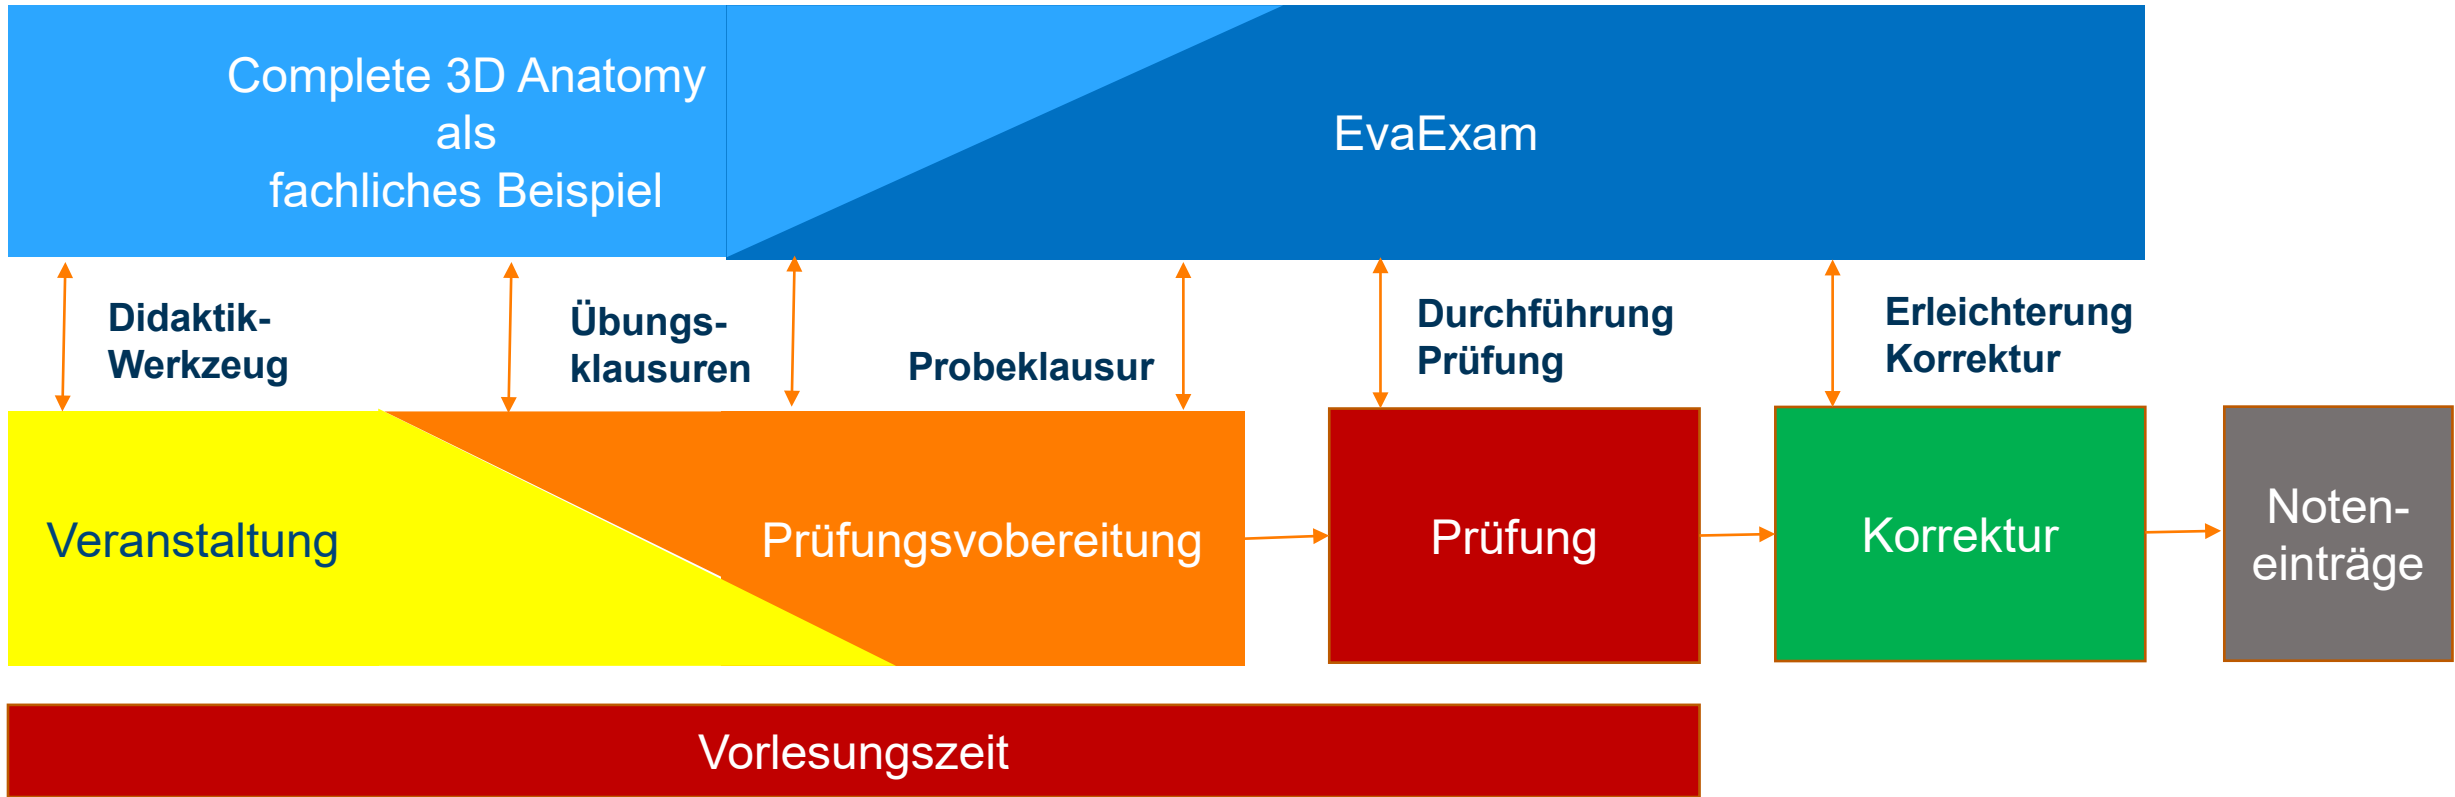 Complete 3D Anatomy
als
fachliches Beispiel
EvaExam
Didaktik-
Werkzeug
Übungs-
klausuren
Probeklausur
Durchführung
Prüfung
Erleichterung
Korrektur
Veranstaltung
Prüfungsvobereitung
Prüfung
Korrektur
Noten-
einträge
Vorlesungszeit